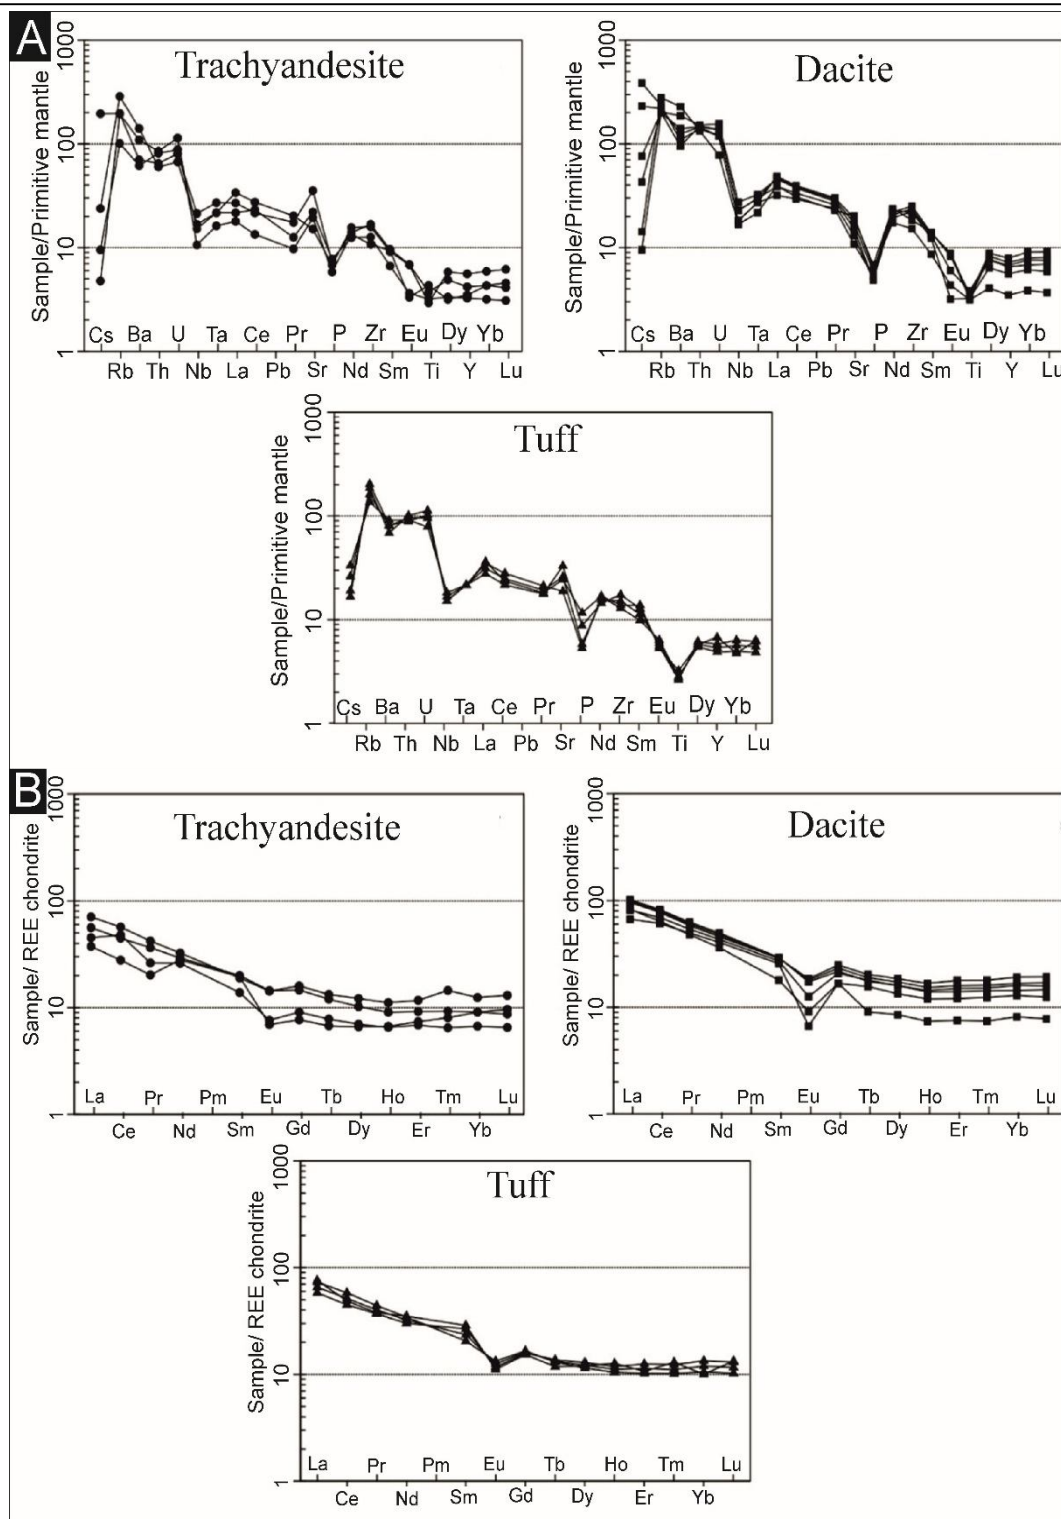 A
Trachyandesite
Sample/Primitive mantle
1000
100
10
1
Cs Ba U Ta Ce Pr P Zr Eu Dy Yb
Rb Th Nb La Pb Sr Nd Sm Ti Y Lu
Dacite
Sample/Primitive mantle
1000
100
10
1
Cs Ba U Ta Ce Pr P Zr Eu Dy Yb
Rb Th Nb La Pb Sr Nd Sm Ti Y Lu
Tuff
Sample/Primitive mantle
1000
100
10
1
Cs Ba U Ta Ce Pr P Zr Eu Dy Yb
Rb Th Nb La Pb Sr Nd Sm Ti Y Lu
B
Trachyandesite
Sample/ REE chondrite
1000
100
10
1
La Pr Pm Eu Tb Ho Tm Lu
Ce Nd Sm Gd Dy Er Yb
Dacite
Sample/ REE chondrite
1000
100
10
1
La Pr Pm Eu Tb Ho Tm Lu
Ce Nd Sm Gd Dy Er Yb
Tuff
Sample/ REE chondrite
1000
100
10
1
La Pr Pm Eu Tb Ho Tm Lu
Ce Nd Sm Gd Dy Er Yb